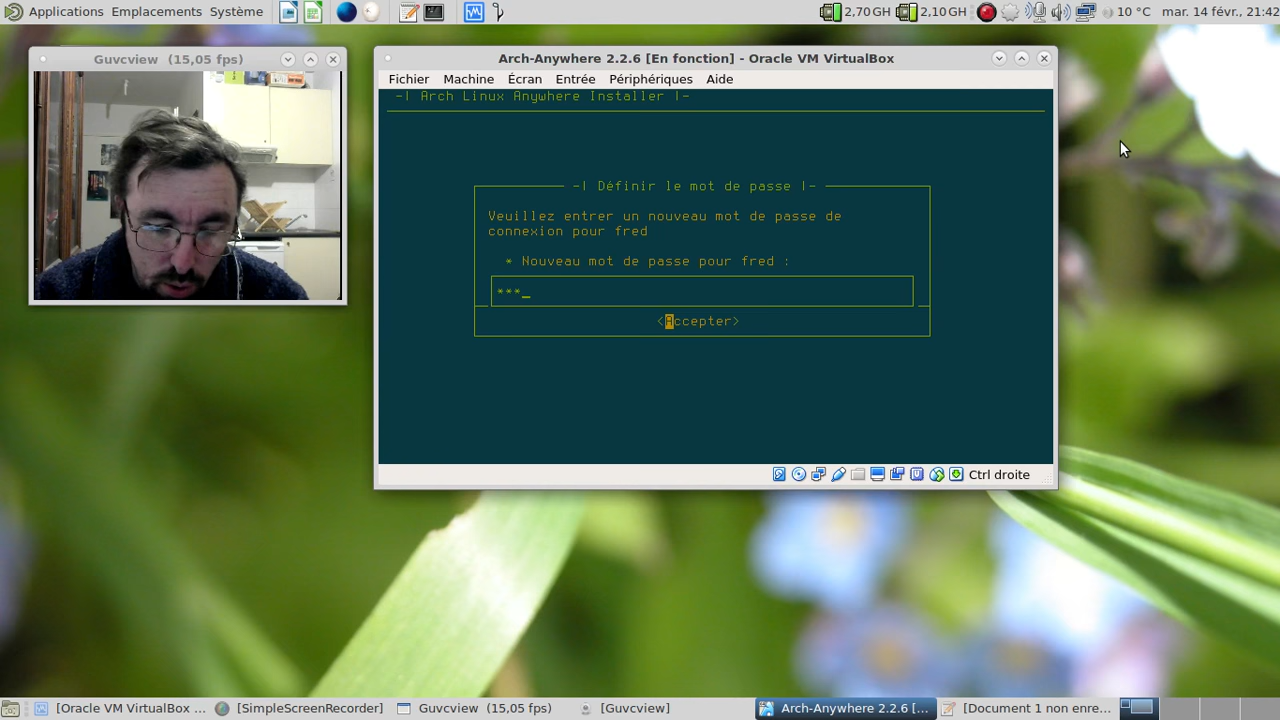 Applications Emplacements Système 2,70 GH 2,10 GH 10 °C mar. 14 févr., 21:42
Guvcview (15,05 fps)
Arch-Anywhere 2.2.6 [En fonction] - Oracle VM VirtualBox
Fichier Machine Écran Entrée Périphériques Aide
-| Arch Linux Anywhere Installer |-
-| Définir le mot de passe |-
Veuillez entrer un nouveau mot de passe de
connexion pour fred
* Nouveau mot de passe pour fred :
***_
<Accepter>
Ctrl droite
[Oracle VM VirtualBox ... [SimpleScreenRecorder] Guvcview (15,05 fps) [Guvcview] Arch-Anywhere 2.2.6 [... [Document 1 non enre...